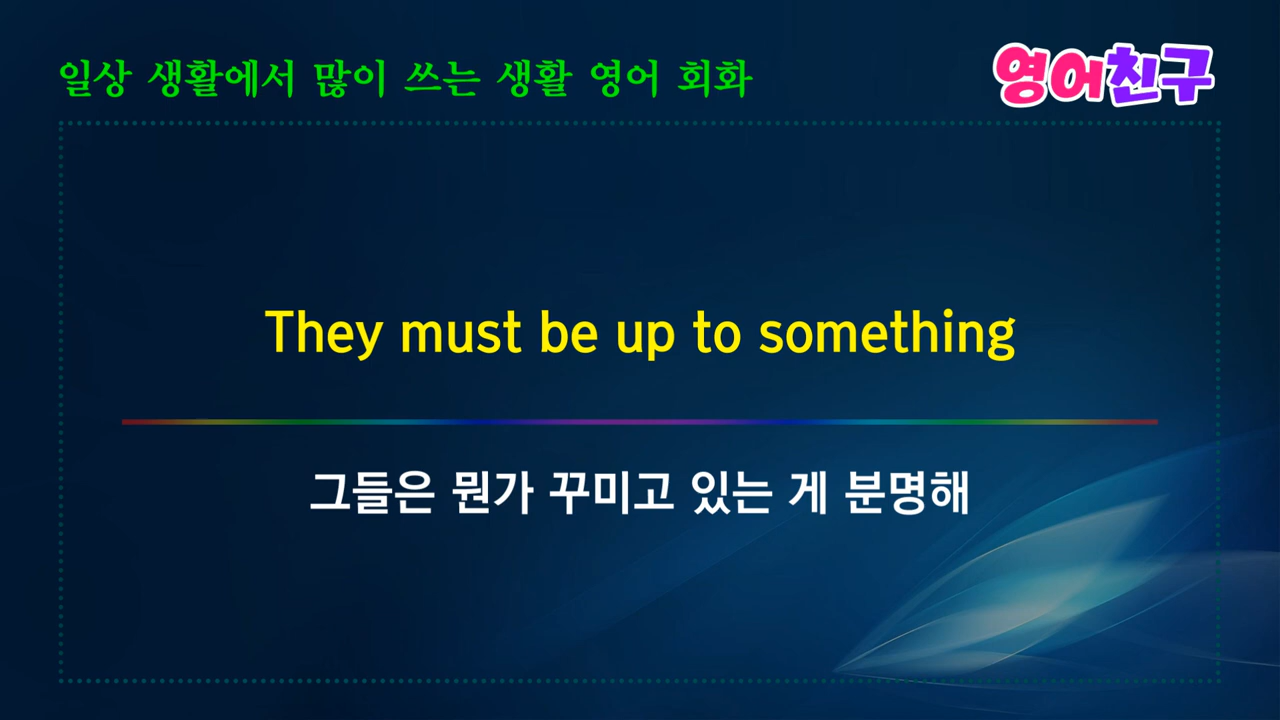 일상 생활에서 많이 쓰는 생활 영어 회화
영어친구
They must be up to something
그들은 뭔가 꾸미고 있는 게 분명해